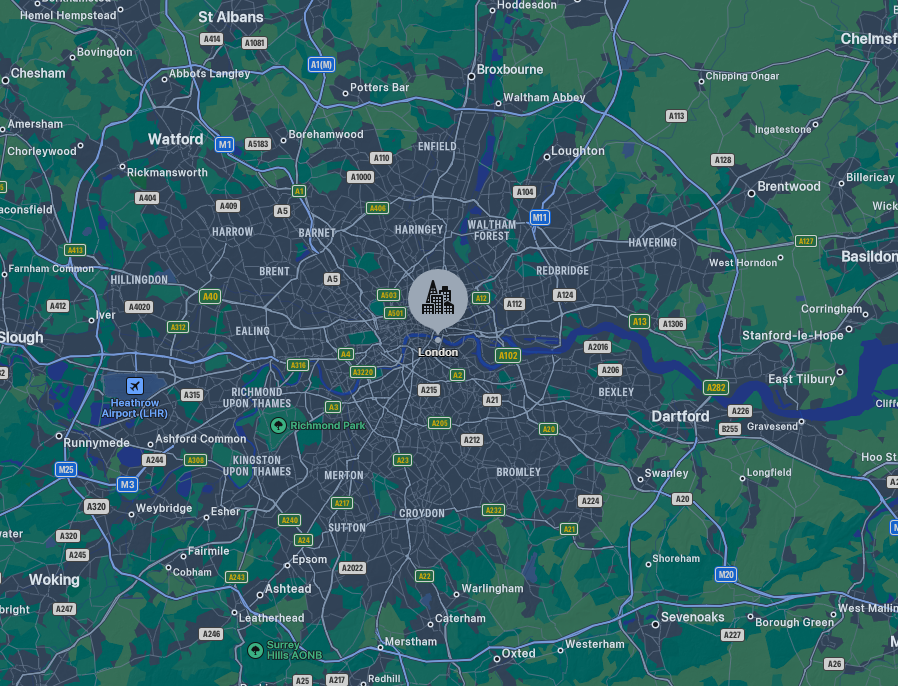 Hoddesdon
Hemel Hempstead
St Albans
A414
A1081
Chelmsf
Bovingdon
A1(M)
Chesham
Abbots Langley
Broxbourne
Chipping Ongar
Potters Bar
Waltham Abbey
Amersham
A113
Ingatestone
Watford
M1
A5183
Borehamwood
Chorleywood
ENFIELD
Loughton
A110
A128
Rickmansworth
A1000
Billericay
Brentwood
A404
A1
A104
A409
A5
A406
aconsfield
Wick
M11
HARROW
BARNET
HARINGEY
WALTHAM
FOREST
HAVERING
A127
A413
Basildon
West Horndon
Farnham Common
BRENT
REDBRIDGE
HILLINGDON
A5
A40
A503
A12
A124
A412
A4020
A112
Iver
A501
Corringham
A312
A13
A1306
EALING
Slough
Stanford-le-Hope
London
A4
A102
A2016
A316
A3220
A2
A206
East Tilbury
Heathrow
Airport (LHR)
A315
RICHMOND
UPON THAMES
A215
A21
BEXLEY
A282
A3
Dartford
A226
Cliff
A205
A20
B255
Gravesend
Richmond Park
Runnymede
Ashford Common
A212
A244
A308
KINGSTON
UPON THAMES
A23
Hoo St
M25
MERTON
BROMLEY
Swanley
Longfield
M3
A2
A320
A217
A224
A20
Weybridge
Esher
A232
CROYDON
A240
SUTTON
A21
A320
A24
ater
Fairmile
A245
Epsom
Shoreham
Cobham
A2022
Woking
A243
A22
M20
Ashtead
Warlingham
bright
A247
West Mallin
Leatherhead
Caterham
Sevenoaks
Borough Green
A246
A227
Merstham
Westerham
Surrey
Hills AONB
Oxted
A26
A25
A217
Redhill